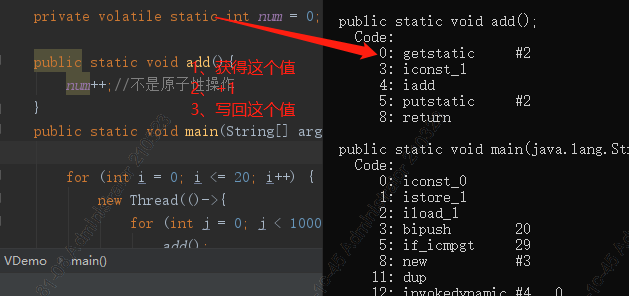 private volatile static int num = 0;
public static void add(){
num++;//不是原子性操作
}
public static void main(String[] arg
for (int i = 0; i <= 20; i++) {
new Thread(()->{
for (int j = 0; j < 1000
add();
VDemo > main()
1、获得这个值
2、+1
3、写回这个值
public static void add();
Code:
0: getstatic #2
3: iconst_1
4: iadd
5: putstatic #2
8: return
public static void main(java.lang.St
Code:
0: iconst_0
1: istore_1
2: iload_1
3: bipush 20
5: if_icmpgt 29
8: new #3
11: dup
12: invokedynamic #4, 0